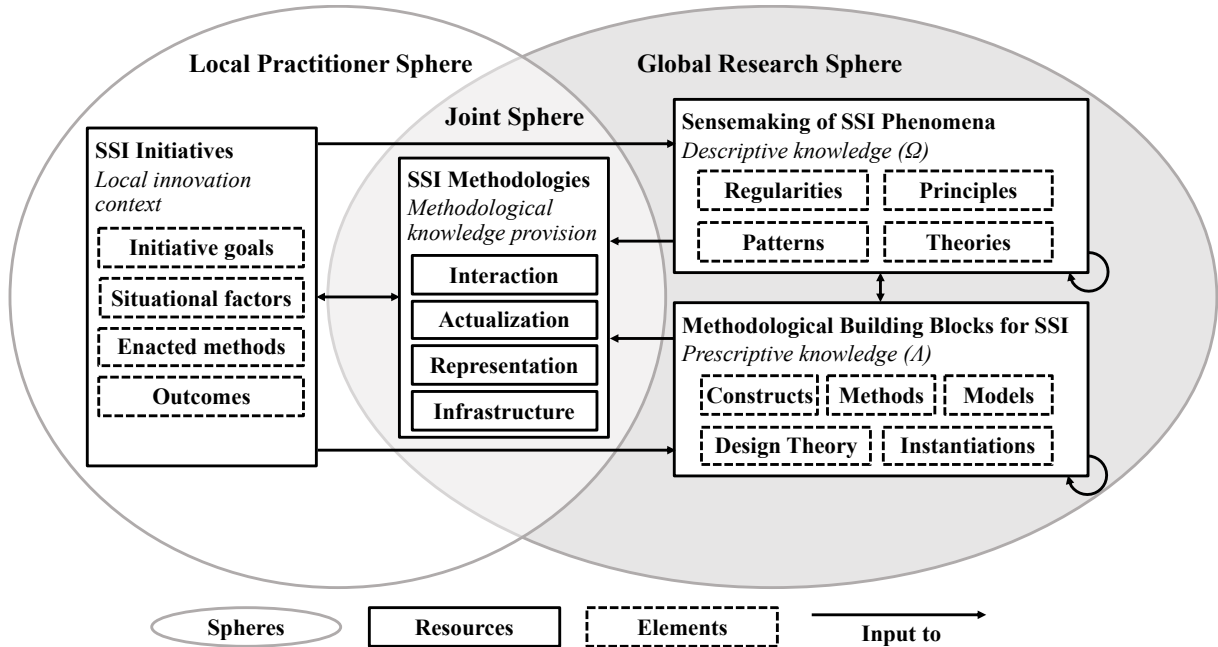 Local Practitioner Sphere
Global Research Sphere
Joint Sphere
SSI Initiatives
Local innovation
context
Initiative goals
Situational factors
Enacted methods
Outcomes
SSI Methodologies
Methodological
knowledge provision
Interaction
Actualization
Representation
Infrastructure
Sensemaking of SSI Phenomena
Descriptive knowledge (Ω)
Regularities
Principles
Patterns
Theories
Methodological Building Blocks for SSI
Prescriptive knowledge (Λ)
Constructs
Methods
Models
Design Theory
Instantiations
Spheres
Resources
Elements
Input to